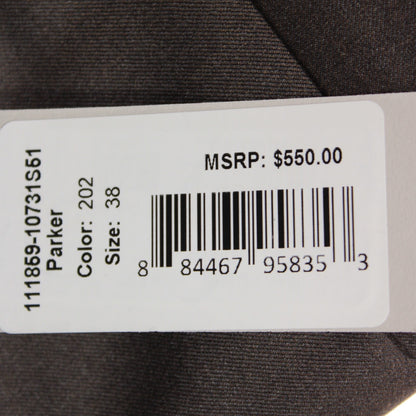 111859-10731S51
Parker
Color: 202
Size: 38
MSRP: $550.00
8 84467 95835 3